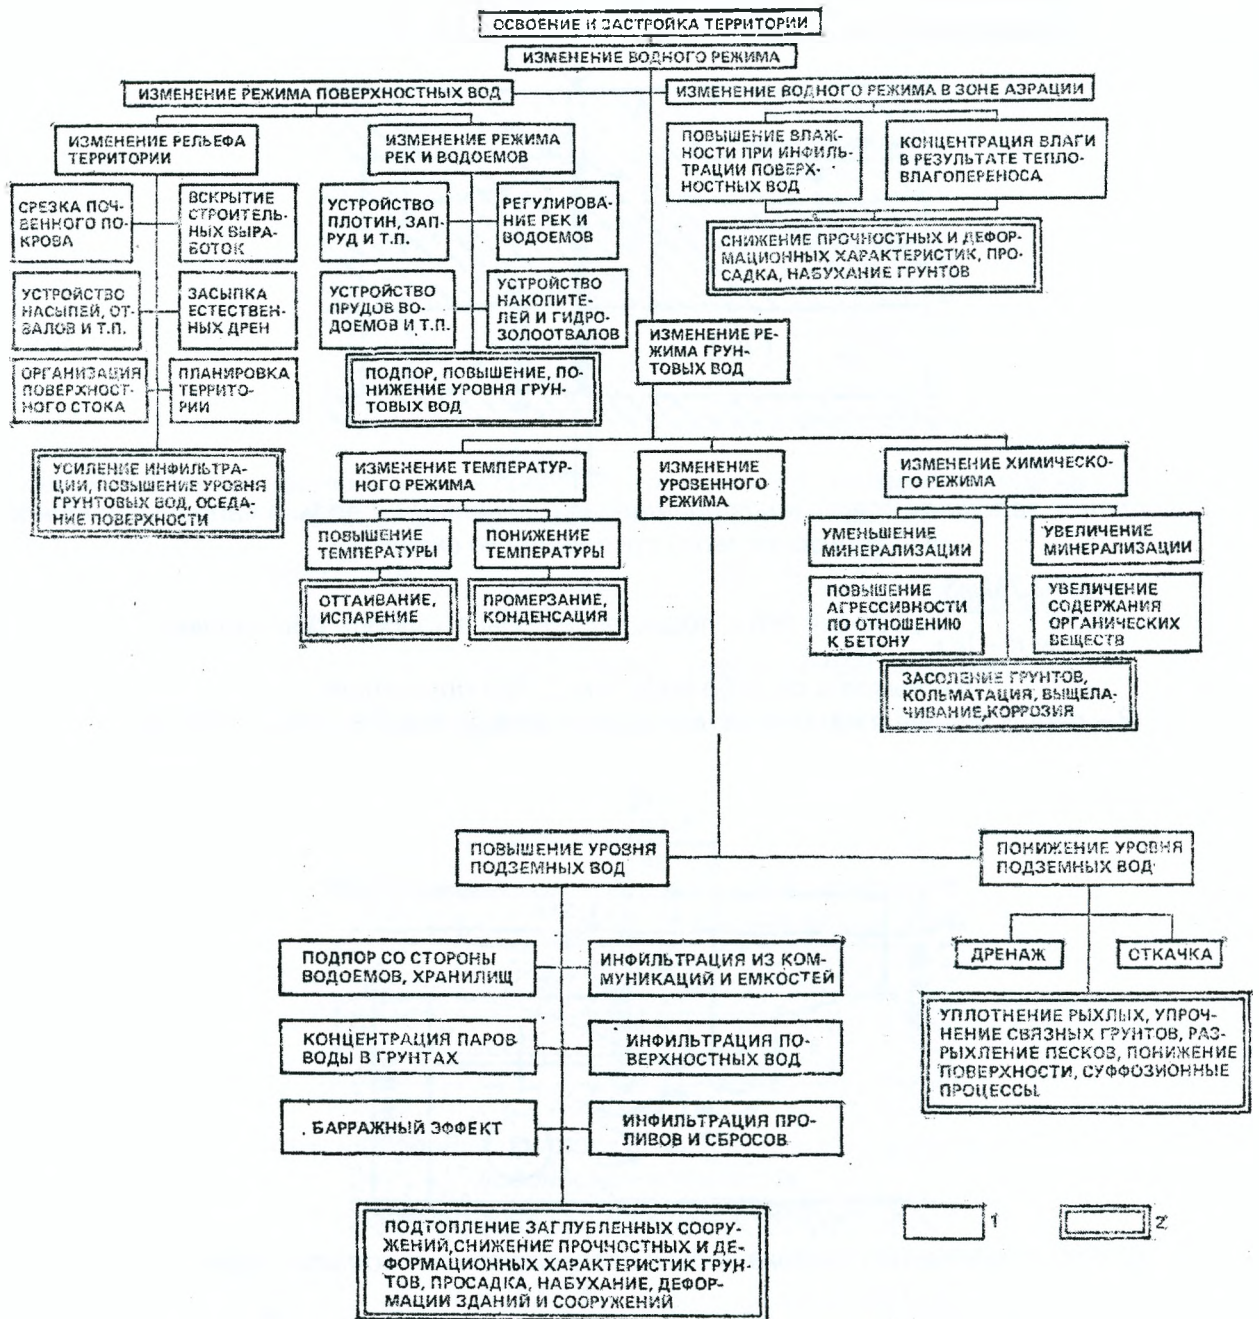 ОСВОЕНИЕ И ЗАСТРОЙКА ТЕРРИТОРИИ
ИЗМЕНЕНИЕ ВОДНОГО РЕЖИМА
ИЗМЕНЕНИЕ РЕЖИМА ПОВЕРХНОСТНЫХ ВОД
ИЗМЕНЕНИЕ ВОДНОГО РЕЖИМА В ЗОНЕ АЭРАЦИИ
ИЗМЕНЕНИЕ РЕЛЬЕФА
ТЕРРИТОРИИ
ИЗМЕНЕНИЕ РЕЖИМА
РЕК И ВОДОЕМОВ
ПОВЫШЕНИЕ ВЛАЖ-
НОСТИ ПРИ ИНФИЛЬ-
ТРАЦИИ ПОВЕРХ-
НОСТНЫХ ВОД
КОНЦЕНТРАЦИЯ ВЛАГИ
В РЕЗУЛЬТАТЕ ТЕПЛО-
ВЛАГОПЕРЕНОСА
СРЕЗКА ПОЧ-
ВЕННОГО ПО-
КРОВА
ВСКРЫТИЕ
СТРОИТЕЛЬ-
НЫХ ВЫРА-
БОТОК
УСТРОЙСТВО
ПЛОТИН, ЗАП-
РУД И Т.П.
РЕГУЛИРОВА-
НИЕ РЕК И
ВОДОЕМОВ
СНИЖЕНИЕ ПРОЧНОСТНЫХ И ДЕФОР-
МАЦИОННЫХ ХАРАКТЕРИСТИК, ПРО-
САДКА, НАБУХАНИЕ ГРУНТОВ
УСТРОЙСТВО
НАСЫПЕЙ, ОТ-
ВАЛОВ И Т.П.
ЗАСЫПКА
ЕСТЕСТВЕН-
НЫХ ДРЕН
УСТРОЙСТВО
ПРУДОВ ВО-
ДОЕМОВ И Т.П.
УСТРОЙСТВО
НАКОПИТЕ-
ЛЕЙ И ГИДРО-
ЗОЛООТВАЛОВ
ИЗМЕНЕНИЕ РЕ-
ЖИМА ГРУН-
ТОВЫХ ВОД
ОРГАНИЗАЦИЯ
ПОВЕРХНОСТ-
НОГО СТОКА
ПЛАНИРОВКА
ТЕРРИТО-
РИИ
ПОДПОР, ПОВЫШЕНИЕ, ПО-
НИЖЕНИЕ УРОВНЯ ГРУН-
ТОВЫХ ВОД
УСИЛЕНИЕ ИНФИЛЬТРА-
ЦИИ, ПОВЫШЕНИЕ УРОВНЯ
ГРУНТОВЫХ ВОД, ОСЕДА-
НИЕ ПОВЕРХНОСТИ
ИЗМЕНЕНИЕ ТЕМПЕРАТУР-
НОГО РЕЖИМА
ИЗМЕНЕНИЕ
УРОВЕННОГО
РЕЖИМА
ИЗМЕНЕНИЕ ХИМИЧЕСКО-
ГО РЕЖИМА
ПОВЫШЕНИЕ
ТЕМПЕРАТУРЫ
ПОНИЖЕНИЕ
ТЕМПЕРАТУРЫ
УМЕНЬШЕНИЕ
МИНЕРАЛИЗАЦИИ
УВЕЛИЧЕНИЕ
МИНЕРАЛИЗАЦИИ
ОТТАИВАНИЕ,
ИСПАРЕНИЕ
ПРОМЕРЗАНИЕ,
КОНДЕНСАЦИЯ
ПОВЫШЕНИЕ
АГРЕССИВНОСТИ
ПО ОТНОШЕНИЮ
К БЕТОНУ
УВЕЛИЧЕНИЕ
СОДЕРЖАНИЯ
ОРГАНИЧЕСКИХ
ВЕЩЕСТВ
ЗАСОЛЕНИЕ ГРУНТОВ,
КОЛЬМАТАЦИЯ, ВЫЩЕЛА-
ЧИВАНИЕ,КОРРОЗИЯ
ПОВЫШЕНИЕ УРОВНЯ
ПОДЗЕМНЫХ ВОД
ПОНИЖЕНИЕ УРОВНЯ
ПОДЗЕМНЫХ ВОД
ПОДПОР СО СТОРОНЫ
ВОДОЕМОВ, ХРАНИЛИЩ
ИНФИЛЬТРАЦИЯ ИЗ КОМ-
МУНИКАЦИЙ И ЕМКОСТЕЙ
ДРЕНАЖ
ОТКАЧКА
КОНЦЕНТРАЦИЯ ПАРОВ
ВОДЫ В ГРУНТАХ
ИНФИЛЬТРАЦИЯ ПО-
ВЕРХНОСТНЫХ ВОД
УПЛОТНЕНИЕ РЫХЛЫХ, УПРОЧ-
НЕНИЕ СВЯЗНЫХ ГРУНТОВ, РАЗ-
РЫХЛЕНИЕ ПЕСКОВ, ПОНИЖЕНИЕ
ПОВЕРХНОСТИ, СУФФОЗИОННЫЕ
ПРОЦЕССЫ
БАРРАЖНЫЙ ЭФФЕКТ
ИНФИЛЬТРАЦИЯ ПРО-
ЛИВОВ И СБРОСОВ
ПОДТОПЛЕНИЕ ЗАГЛУБЛЕННЫХ СООРУ-
ЖЕНИЙ,СНИЖЕНИЕ ПРОЧНОСТНЫХ И ДЕ-
ФОРМАЦИОННЫХ ХАРАКТЕРИСТИК ГРУН-
ТОВ, ПРОСАДКА, НАБУХАНИЕ, ДЕФОР-
МАЦИИ ЗДАНИЙ И СООРУЖЕНИЙ
1
2